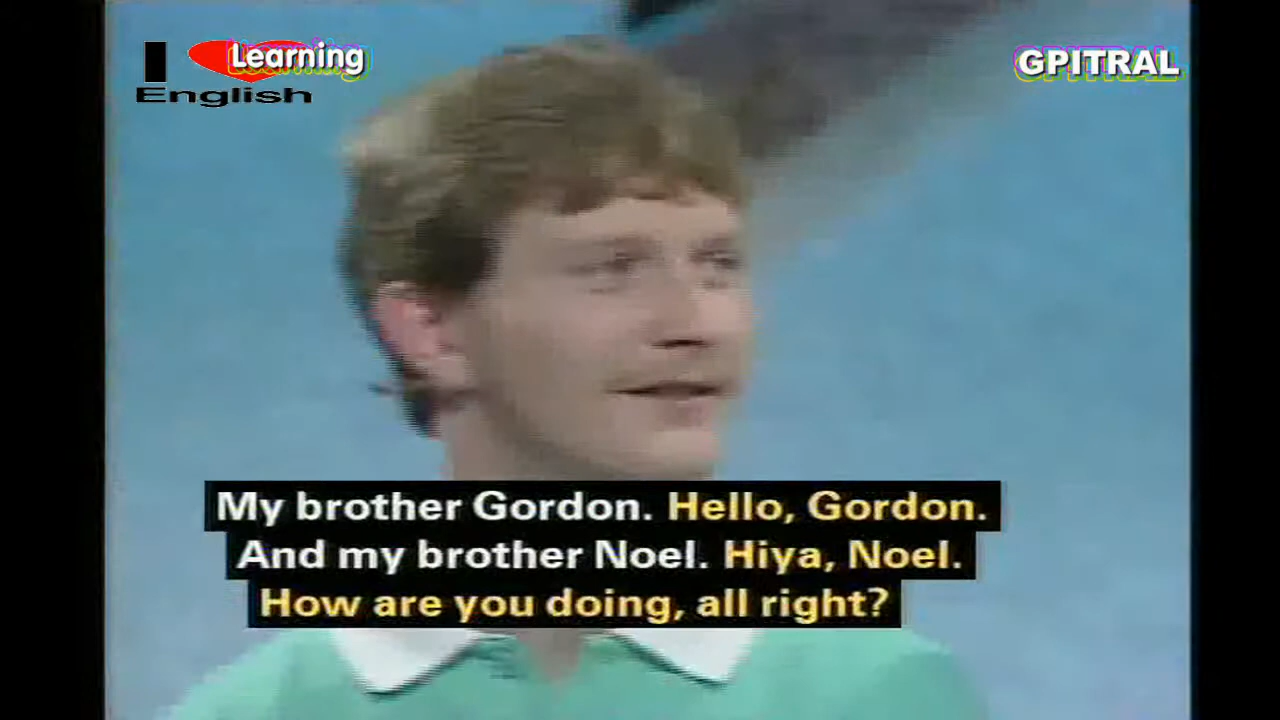 I Learning
GPITRAL
English
My brother Gordon. Hello, Gordon.
And my brother Noel. Hiya, Noel.
How are you doing, all right?